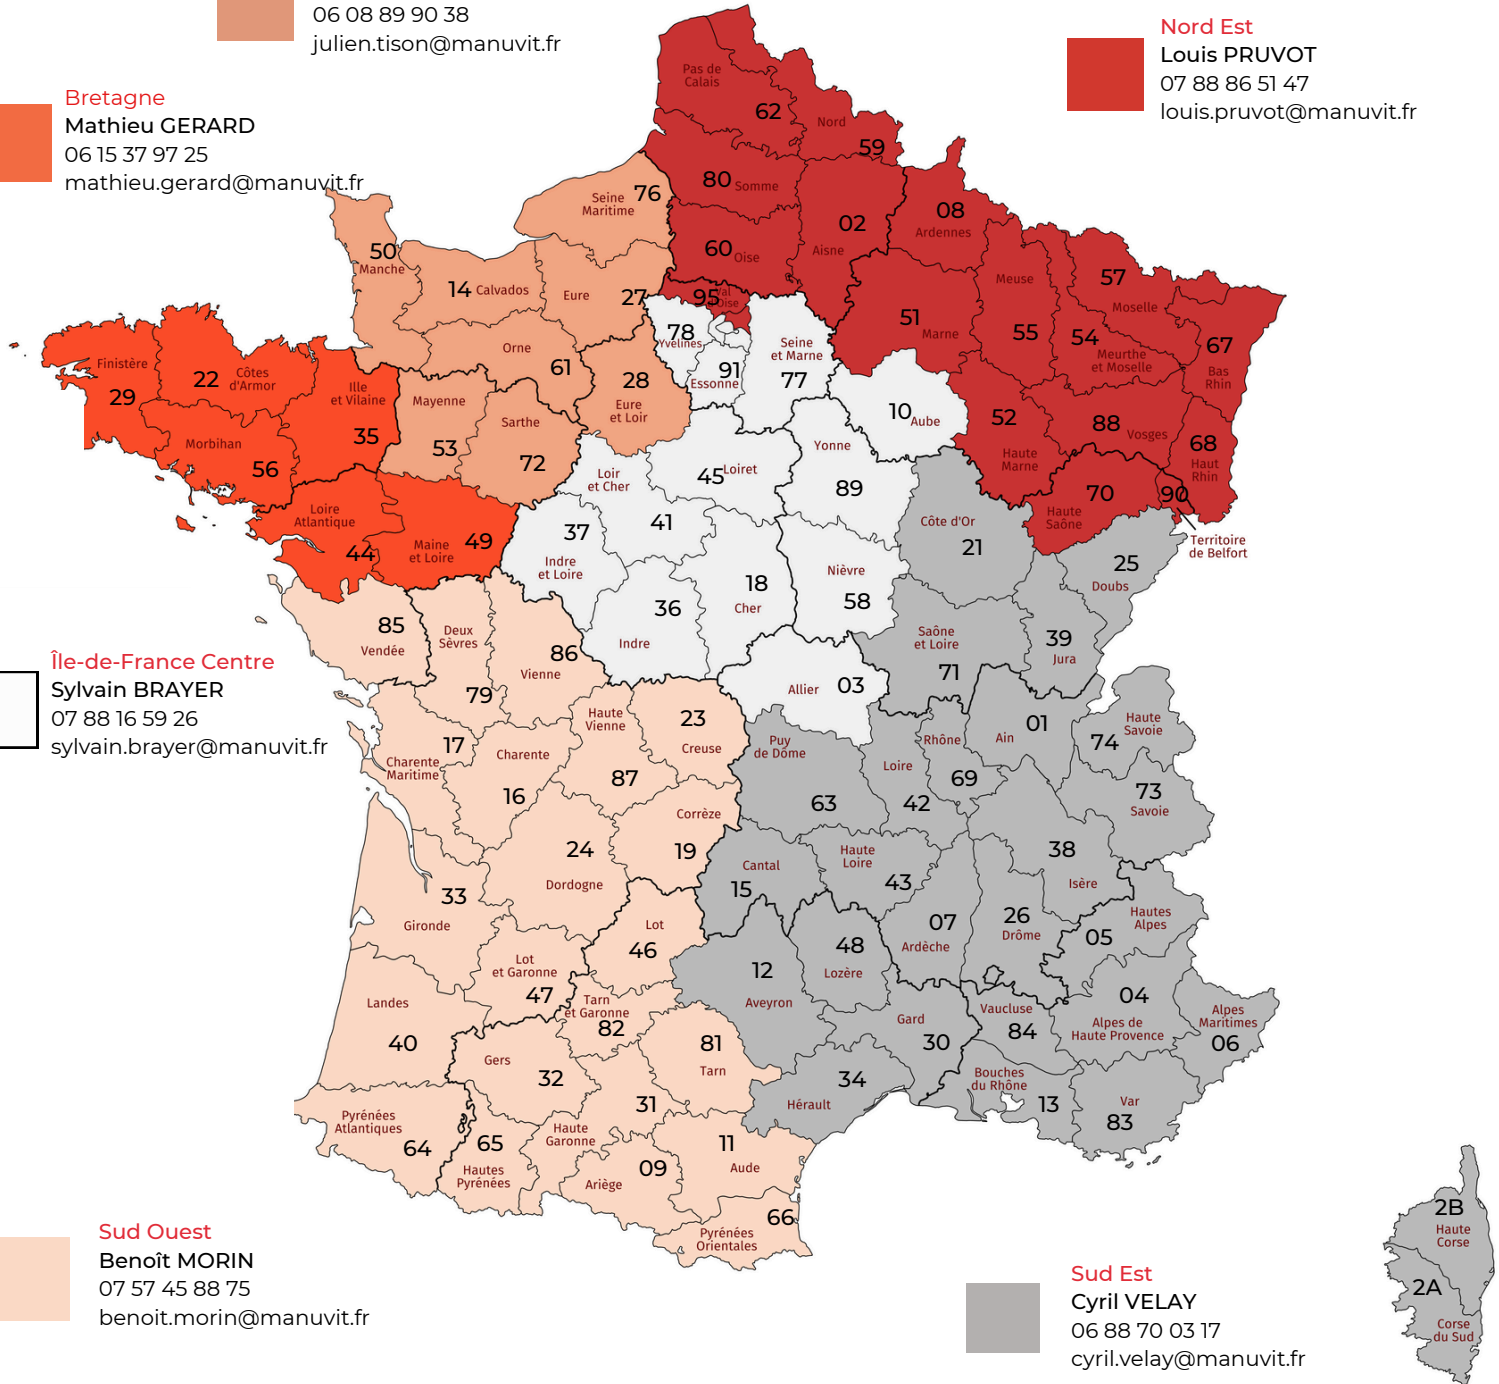 06 08 89 90 38
julien.tison@manuvit.fr
Nord Est
Louis PRUVOT
07 88 86 51 47
louis.pruvot@manuvit.fr
Bretagne
Mathieu GERARD
06 15 37 97 25
mathieu.gerard@manuvit.fr
Pas de
Calais
62
Nord
59
80 Somme
Seine
Maritime
76
02
Aisne
08
Ardennes
60 Oise
50
Manche
14 Calvados
Eure
27
95
Val
Oise
Meuse
55
57
Moselle
51
Marne
54
Meurthe
et Moselle
67
Bas
Rhin
78
Yvelines
91
Essonne
Seine
et Marne
77
Orne
61
28
Eure
et Loir
Finistère
29
22
Côtes
d'Armor
Ille
et Vilaine
35
Mayenne
53
Sarthe
72
Morbihan
56
10
Aube
52
Haute
Marne
88
Vosges
68
Haut
Rhin
Yonne
89
45
Loiret
Loir
et Cher
41
70
Haute
Saône
90
Territoire
de Belfort
Loire
Atlantique
44
Maine
et Loire
49
37
Indre
et Loire
Côte d'Or
21
25
Doubs
18
Cher
Nièvre
58
36
Indre
85
Vendée
Deux
Sèvres
79
86
Vienne
Saône
et Loire
71
39
Jura
Île-de-France Centre
Sylvain BRAYER
07 88 16 59 26
sylvain.brayer@manuvit.fr
Allier
03
17
Charente
Maritime
Charente
16
Haute
Vienne
87
23
Creuse
Puy
de Dôme
63
Loire
42
Rhône
69
Ain
01
74
Haute
Savoie
73
Savoie
Corrèze
19
24
Dordogne
33
Gironde
Cantal
15
Haute
Loire
43
38
Isère
Lot
46
07
Ardèche
26
Drôme
05
Hautes
Alpes
48
Lozère
12
Aveyron
Lot
et Garonne
47
Landes
40
Tarn
et Garonne
82
81
Tarn
Gard
30
Vaucluse
84
04
Alpes de
Haute Provence
Alpes
Maritimes
06
Gers
32
31
Haute
Garonne
34
Hérault
Bouches
du Rhône
13
Var
83
Pyrénées
Atlantiques
64
65
Hautes
Pyrénées
09
Ariège
11
Aude
66
Pyrénées
Orientales
2B
Haute
Corse
2A
Corse
du Sud
Sud Ouest
Benoît MORIN
07 57 45 88 75
benoit.morin@manuvit.fr
Sud Est
Cyril VELAY
06 88 70 03 17
cyril.velay@manuvit.fr